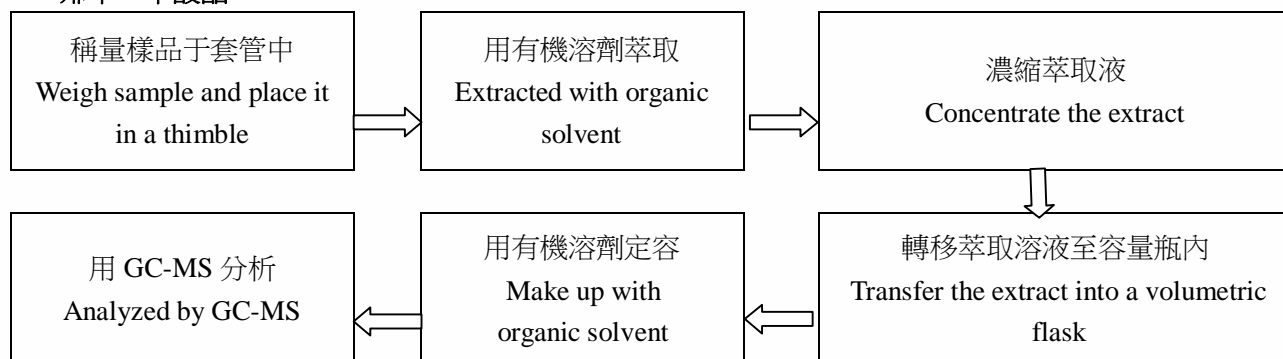 稱量樣品于套管中
Weigh sample and place it
in a thimble
用有機溶劑萃取
Extracted with organic
solvent
濃縮萃取液
Concentrate the extract
轉移萃取溶液至容量瓶內
Transfer the extract into a volumetric
flask
用有機溶劑定容
Make up with
organic solvent
用 GC-MS 分析
Analyzed by GC-MS